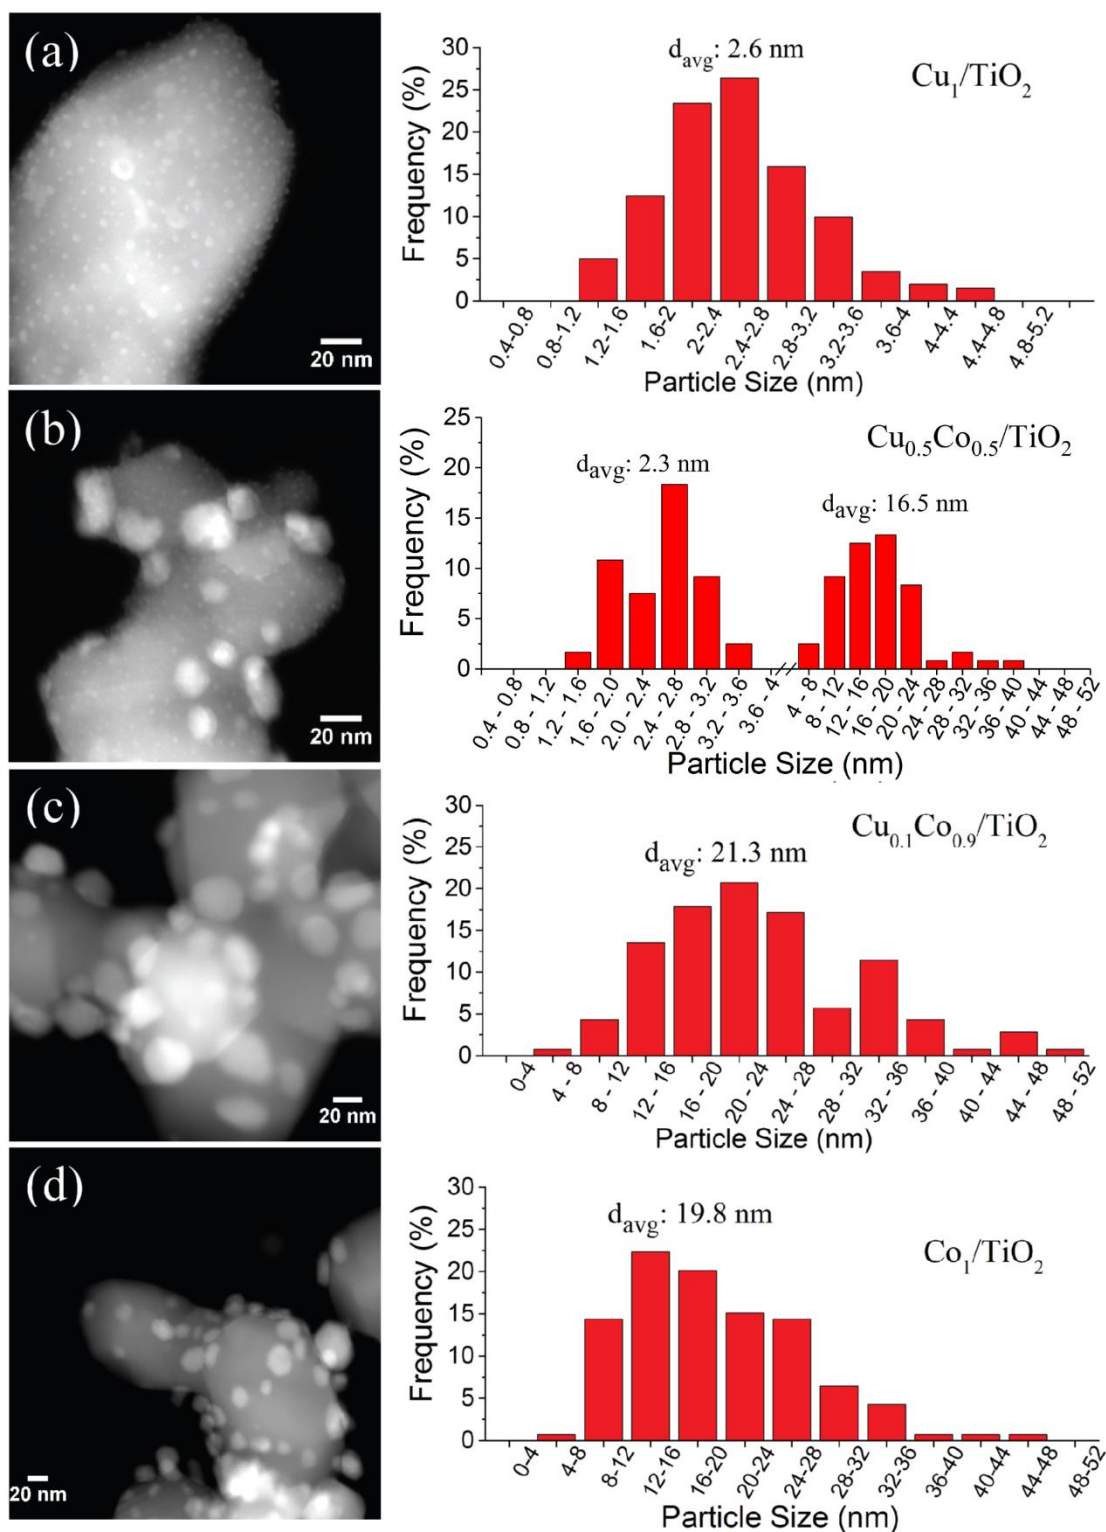 (a)
20 nm
d_avg: 2.6 nm
Cu₁/TiO₂
Frequency (%)
30
25
20
15
10
5
0
0.4-0.8
0.8-1.2
1.2-1.6
1.6-2
2-2.4
2.4-2.8
2.8-3.2
3.2-3.6
3.6-4
4-4.4
4.4-4.8
4.8-5.2
Particle Size (nm)
(b)
20 nm
Cu₀.₅Co₀.₅/TiO₂
d_avg: 2.3 nm
d_avg: 16.5 nm
Frequency (%)
25
20
15
10
5
0
0.4 - 0.8
0.8 - 1.2
1.2 - 1.6
1.6 - 2.0
2.0 - 2.4
2.4 - 2.8
2.8 - 3.2
3.2 - 3.6
3.6 - 4
4 - 8
8 - 12
12 - 16
16 - 20
20 - 24
24 - 28
28 - 32
32 - 36
36 - 40
40 - 44
44 - 48
48 - 52
Particle Size (nm)
(c)
20 nm
Cu₀.₁Co₀.₉/TiO₂
d_avg: 21.3 nm
Frequency (%)
30
25
20
15
10
5
0
0-4
4 - 8
8 - 12
12 - 16
16 - 20
20 - 24
24 - 28
28 - 32
32 - 36
36 - 40
40 - 44
44 - 48
48 - 52
Particle Size (nm)
(d)
20 nm
d_avg: 19.8 nm
Co₁/TiO₂
Frequency (%)
30
25
20
15
10
5
0
0-4
4-8
8-12
12-16
16-20
20-24
24-28
28-32
32-36
36-40
40-44
44-48
48-52
Particle Size (nm)